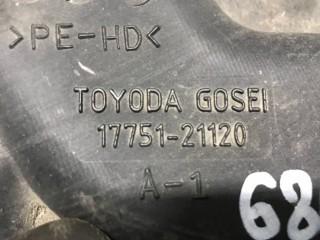 >PE-HD<
TOYODA GOSEI
17751-21120
A-1
68